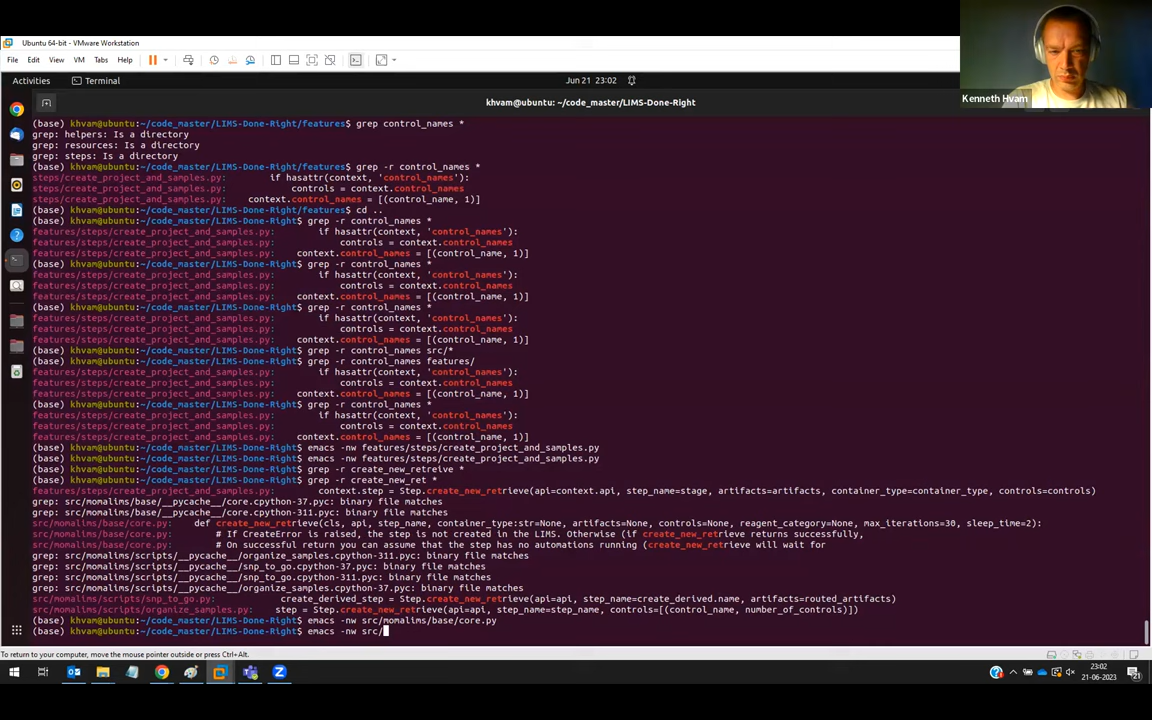 Ubuntu 64-bit - VMware Workstation
File Edit View VM Tabs Help
Activities Terminal Jun 21 23:02
khvam@ubuntu: ~/code_master/LIMS-Done-Right
Kenneth Hvam
(base) khvam@ubuntu:~/code_master/LIMS-Done-Right/features$ grep control_names *
grep: helpers: Is a directory
grep: resources: Is a directory
grep: steps: Is a directory
(base) khvam@ubuntu:~/code_master/LIMS-Done-Right/features$ grep -r control_names *
steps/create_project_and_samples.py: if hasattr(context, 'control_names'):
steps/create_project_and_samples.py: controls = context.control_names
steps/create_project_and_samples.py: context.control_names = [(control_name, 1)]
(base) khvam@ubuntu:~/code_master/LIMS-Done-Right/features$ cd ..
(base) khvam@ubuntu:~/code_master/LIMS-Done-Right$ grep -r control_names *
features/steps/create_project_and_samples.py: if hasattr(context, 'control_names'):
features/steps/create_project_and_samples.py: controls = context.control_names
features/steps/create_project_and_samples.py: context.control_names = [(control_name, 1)]
(base) khvam@ubuntu:~/code_master/LIMS-Done-Right$ grep -r control_names *
features/steps/create_project_and_samples.py: if hasattr(context, 'control_names'):
features/steps/create_project_and_samples.py: controls = context.control_names
features/steps/create_project_and_samples.py: context.control_names = [(control_name, 1)]
(base) khvam@ubuntu:~/code_master/LIMS-Done-Right$ grep -r control_names *
features/steps/create_project_and_samples.py: if hasattr(context, 'control_names'):
features/steps/create_project_and_samples.py: controls = context.control_names
features/steps/create_project_and_samples.py: context.control_names = [(control_name, 1)]
(base) khvam@ubuntu:~/code_master/LIMS-Done-Right$ grep -r control_names src/*
(base) khvam@ubuntu:~/code_master/LIMS-Done-Right$ grep -r control_names features/
features/steps/create_project_and_samples.py: if hasattr(context, 'control_names'):
features/steps/create_project_and_samples.py: controls = context.control_names
features/steps/create_project_and_samples.py: context.control_names = [(control_name, 1)]
(base) khvam@ubuntu:~/code_master/LIMS-Done-Right$ grep -r control_names *
features/steps/create_project_and_samples.py: if hasattr(context, 'control_names'):
features/steps/create_project_and_samples.py: controls = context.control_names
features/steps/create_project_and_samples.py: context.control_names = [(control_name, 1)]
(base) khvam@ubuntu:~/code_master/LIMS-Done-Right$ emacs -nw features/steps/create_project_and_samples.py
(base) khvam@ubuntu:~/code_master/LIMS-Done-Right$ emacs -nw features/steps/create_project_and_samples.py
(base) khvam@ubuntu:~/code_master/LIMS-Done-Right$ grep -r create_new_retreive *
(base) khvam@ubuntu:~/code_master/LIMS-Done-Right$ grep -r create_new_ret *
features/steps/create_project_and_samples.py: context.step = Step.create_new_retrieve(api=context.api, step_name=stage, artifacts=artifacts, container_type=container_type, controls=controls)
grep: src/momalims/base/__pycache__/core.cpython-37.pyc: binary file matches
grep: src/momalims/base/__pycache__/core.cpython-311.pyc: binary file matches
src/momalims/base/core.py: def create_new_retrieve(cls, api, step_name, container_type:str=None, artifacts=None, controls=None, reagent_category=None, max_iterations=30, sleep_time=2):
src/momalims/base/core.py: # If CreateError is raised, the step is not created in the LIMS. Otherwise (if create_new_retrieve returns successfully,
src/momalims/base/core.py: # On successful return you can assume that the step has no automations running (create_new_retrieve will wait for
grep: src/momalims/scripts/__pycache__/organize_samples.cpython-311.pyc: binary file matches
grep: src/momalims/scripts/__pycache__/snp_to_go.cpython-37.pyc: binary file matches
grep: src/momalims/scripts/__pycache__/snp_to_go.cpython-311.pyc: binary file matches
grep: src/momalims/scripts/__pycache__/organize_samples.cpython-37.pyc: binary file matches
src/momalims/scripts/snp_to_go.py: create_derived_step = Step.create_new_retrieve(api=api, step_name=create_derived.name, artifacts=routed_artifacts)
src/momalims/scripts/organize_samples.py: step = Step.create_new_retrieve(api=api, step_name=step_name, controls=[(control_name, number_of_controls)])
(base) khvam@ubuntu:~/code_master/LIMS-Done-Right$ emacs -nw src/momalims/base/core.py
(base) khvam@ubuntu:~/code_master/LIMS-Done-Right$ emacs -nw src/
To return to your computer, move the mouse pointer outside or press Ctrl+Alt.
23:02
21-06-2023
21